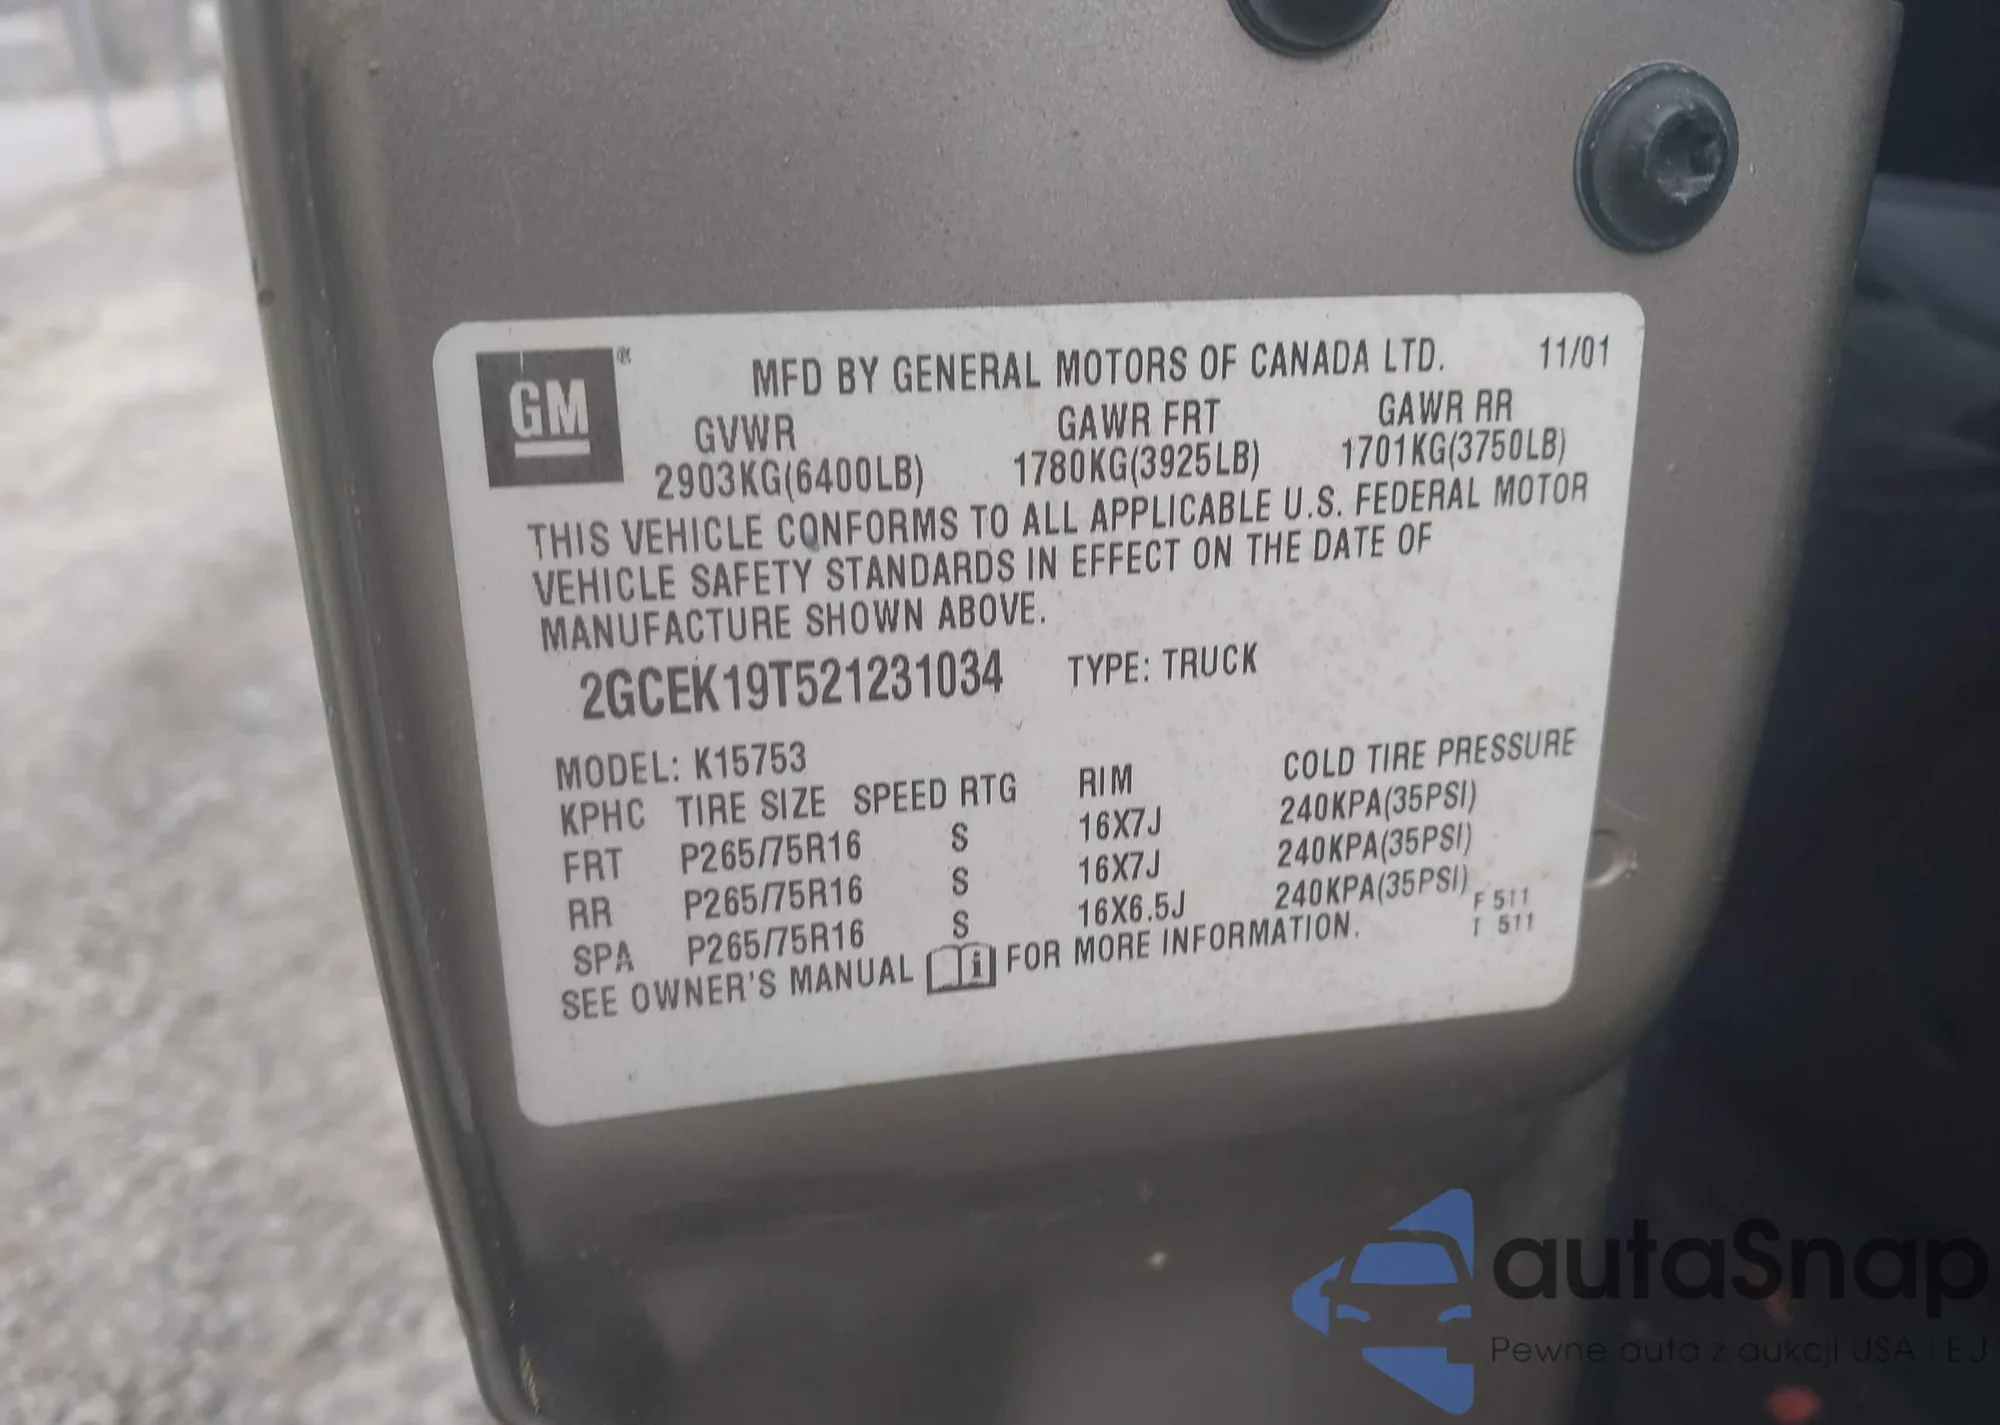 GM®
MFD BY GENERAL MOTORS OF CANADA LTD. 11/01
GVWR GAWR FRT GAWR RR
2903KG(6400LB) 1780KG(3925LB) 1701KG(3750LB)
THIS VEHICLE CONFORMS TO ALL APPLICABLE U.S. FEDERAL MOTOR
VEHICLE SAFETY STANDARDS IN EFFECT ON THE DATE OF
MANUFACTURE SHOWN ABOVE.
2GCEK19T521231034 TYPE: TRUCK
MODEL: K15753
KPHC TIRE SIZE SPEED RTG RIM COLD TIRE PRESSURE
FRT P265/75R16 S 16X7J 240KPA(35PSI)
RR P265/75R16 S 16X7J 240KPA(35PSI)
SPA P265/75R16 S 16X6.5J 240KPA(35PSI)
SEE OWNER'S MANUAL i FOR MORE INFORMATION.
F 511
T 511
autaSnap
Pewne auta z aukcji USA i EU